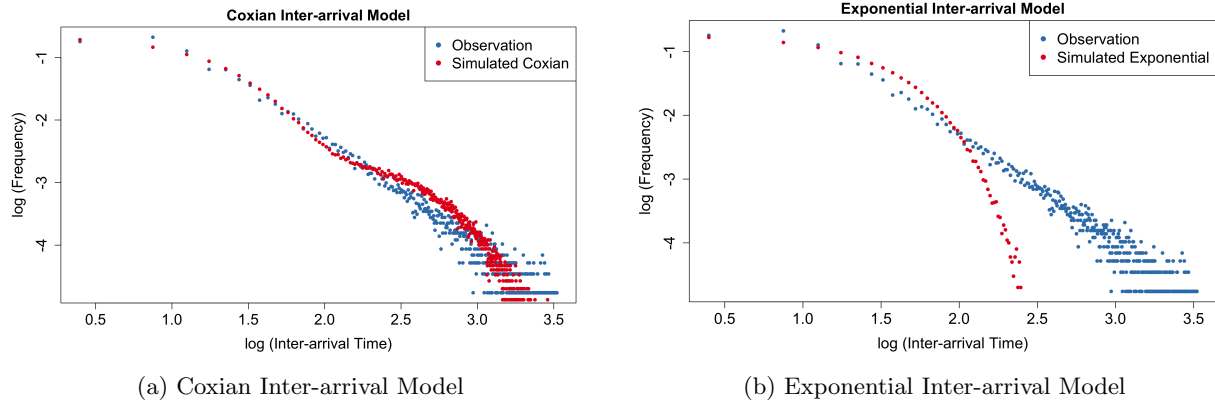 Coxian Inter-arrival Model
Observation
Simulated Coxian
log (Frequency)
-1
-2
-3
-4
0.5 1.0 1.5 2.0 2.5 3.0 3.5
log (Inter-arrival Time)
(a) Coxian Inter-arrival Model
Exponential Inter-arrival Model
Observation
Simulated Exponential
log (Frequency)
-1
-2
-3
-4
0.5 1.0 1.5 2.0 2.5 3.0 3.5
log (Inter-arrival Time)
(b) Exponential Inter-arrival Model